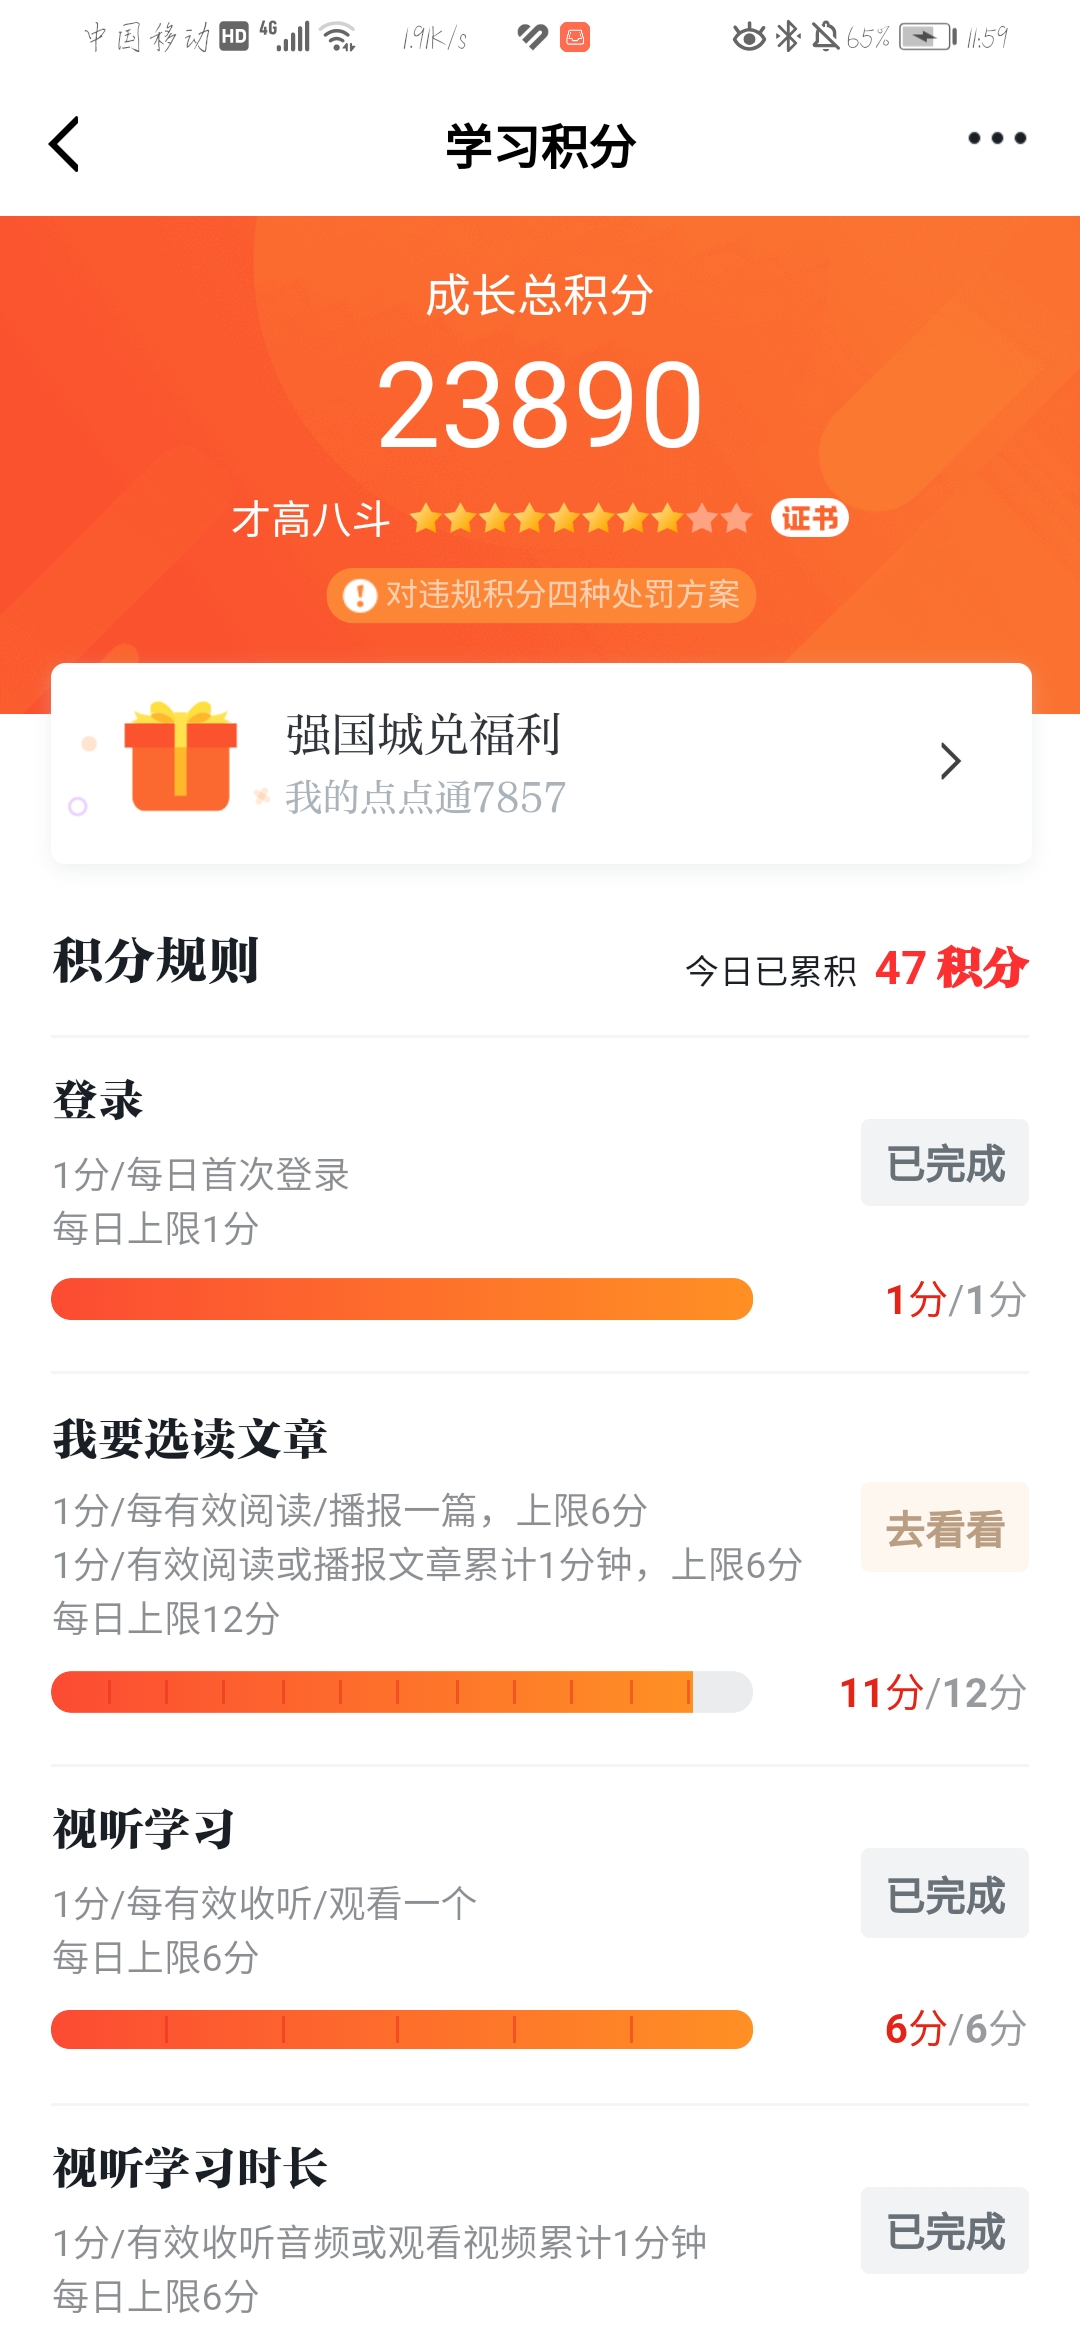 中国移动 HD 4G 1.91K/s 65% 11:59
学习积分
成长总积分
23890
才高八斗 证书
对违规积分四种处罚方案
强国城兑福利
我的点点通7857
积分规则
今日已累积 47 积分
登录
1分/每日首次登录
已完成
每日上限1分
1分/1分
我要选读文章
1分/每有效阅读/播报一篇，上限6分
去看看
1分/有效阅读或播报文章累计1分钟，上限6分
每日上限12分
11分/12分
视听学习
1分/每有效收听/观看一个
已完成
每日上限6分
6分/6分
视听学习时长
1分/有效收听音频或观看视频累计1分钟
已完成
每日上限6分